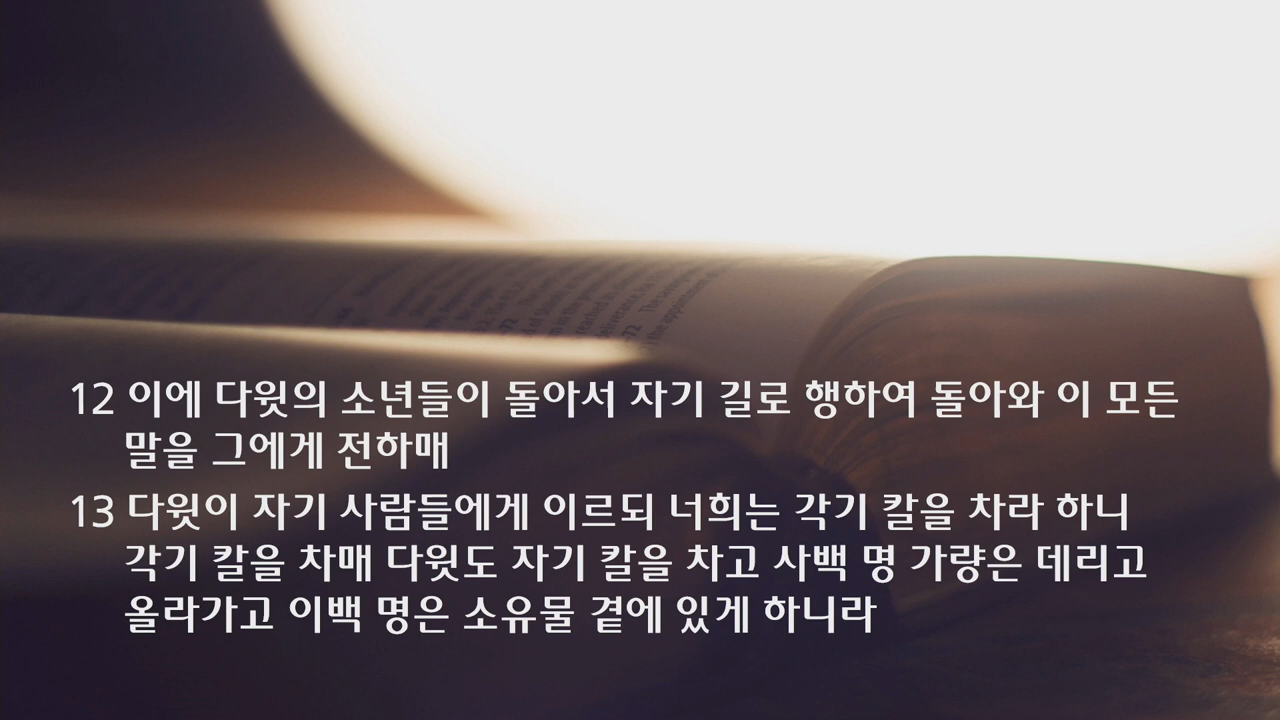 12 이에 다윗의 소년들이 돌아서 자기 길로 행하여 돌아와 이 모든
말을 그에게 전하매
13 다윗이 자기 사람들에게 이르되 너희는 각기 칼을 차라 하니
각기 칼을 차매 다윗도 자기 칼을 차고 사백 명 가량은 데리고
올라가고 이백 명은 소유물 곁에 있게 하니라